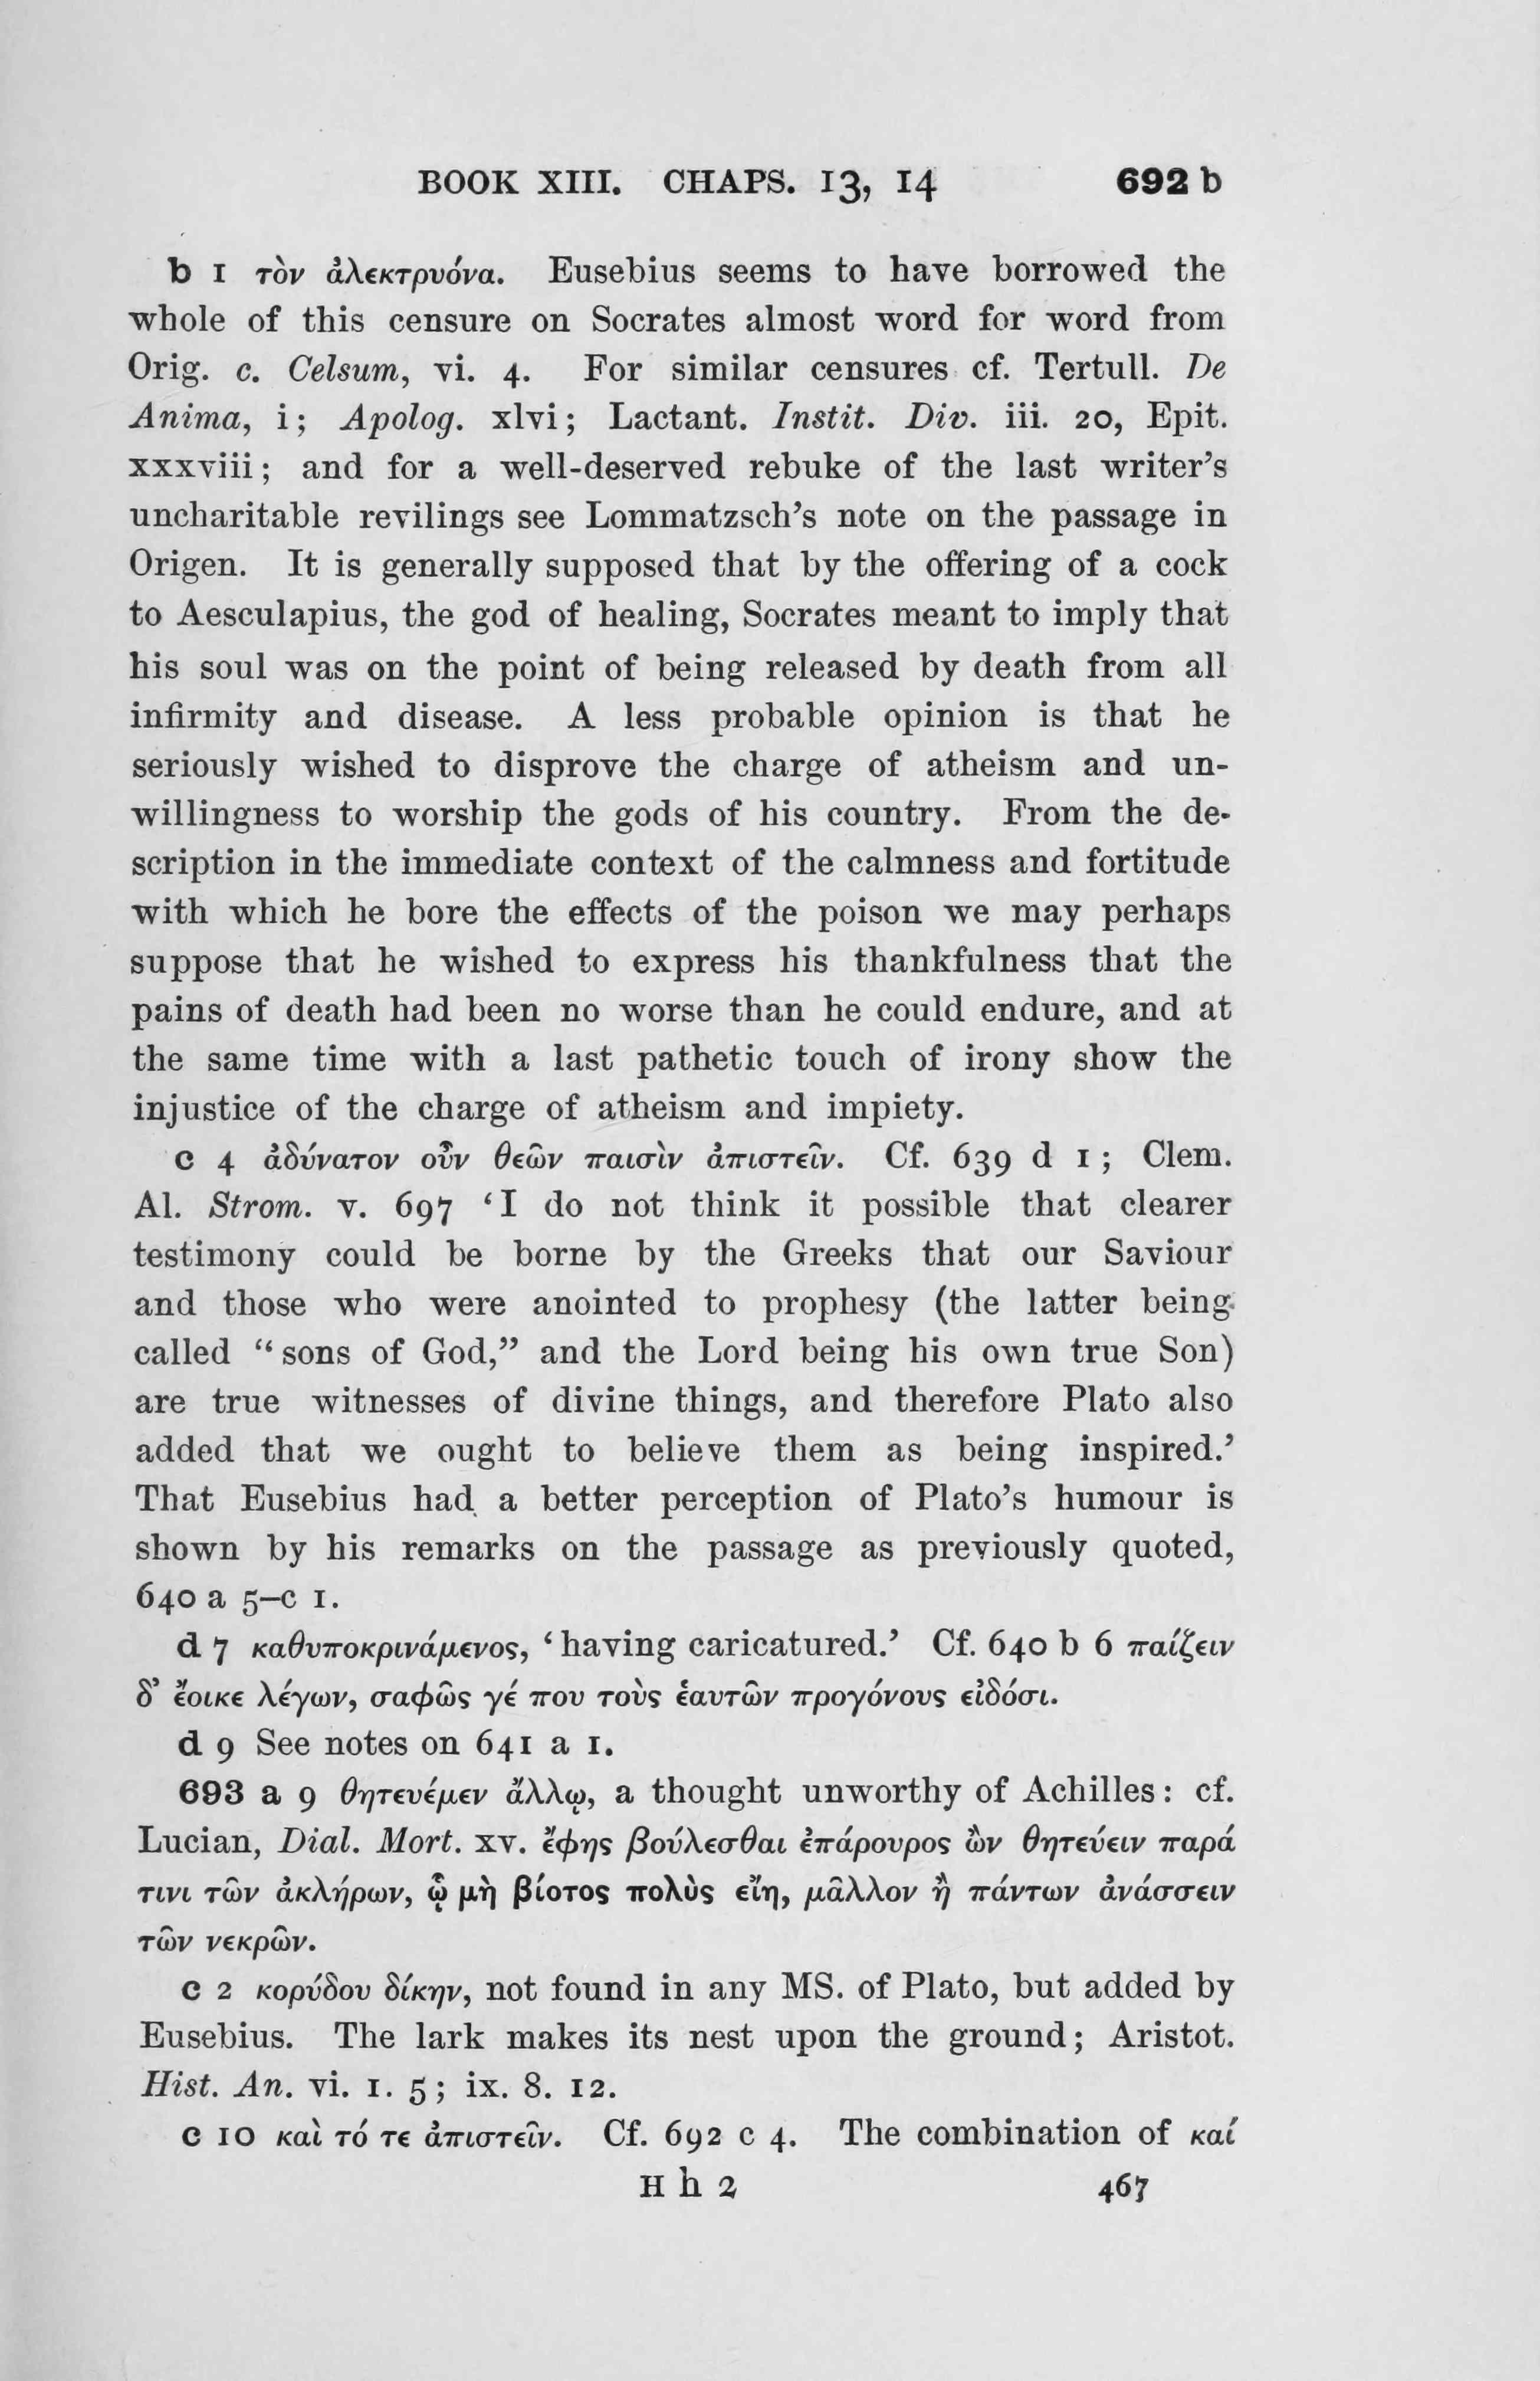 BOOK XIII. CHAPS. 13, 14 692 b
b 1 τὸν ἀλεκτρυόνα. Eusebius seems to have borrowed the
whole of this censure on Socrates almost word for word from
Orig. c. Celsum, vi. 4. For similar censures cf. Tertull. De
Anima, i; Apolog. xlvi; Lactant. Instit. Div. iii. 20, Epit.
xxxviii; and for a well-deserved rebuke of the last writer's
uncharitable revilings see Lommatzsch's note on the passage in
Origen. It is generally supposed that by the offering of a cock
to Aesculapius, the god of healing, Socrates meant to imply that
his soul was on the point of being released by death from all
infirmity and disease. A less probable opinion is that he
seriously wished to disprove the charge of atheism and un-
willingness to worship the gods of his country. From the de-
scription in the immediate context of the calmness and fortitude
with which he bore the effects of the poison we may perhaps
suppose that he wished to express his thankfulness that the
pains of death had been no worse than he could endure, and at
the same time with a last pathetic touch of irony show the
injustice of the charge of atheism and impiety.
c 4 ἀδύνατον οὖν θεῶν παισὶν ἀπιστεῖν. Cf. 639 d 1; Clem.
Al. Strom. v. 697 ‘I do not think it possible that clearer
testimony could be borne by the Greeks that our Saviour
and those who were anointed to prophesy (the latter being
called “sons of God,” and the Lord being his own true Son)
are true witnesses of divine things, and therefore Plato also
added that we ought to believe them as being inspired.’
That Eusebius had a better perception of Plato's humour is
shown by his remarks on the passage as previously quoted,
640 a 5–c 1.
d 7 καθυποκρινάμενος, ‘having caricatured.’ Cf. 640 b 6 παίζειν
δ' ἔοικε λέγων, σαφῶς γέ που τοὺς ἑαυτῶν προγόνους εἰδόσι.
d 9 See notes on 641 a 1.
693 a 9 θητευέμεν ἄλλῳ, a thought unworthy of Achilles: cf.
Lucian, Dial. Mort. xv. ἔφης βούλεσθαι ἐπάρουρος ὢν θητεύειν παρά
τινι τῶν ἀκλήρων, ᾧ μὴ βίοτος πολὺς εἴη, μᾶλλον ἢ πάντων ἀνάσσειν
τῶν νεκρῶν.
c 2 κορύδου δίκην, not found in any MS. of Plato, but added by
Eusebius. The lark makes its nest upon the ground; Aristot.
Hist. An. vi. 1. 5; ix. 8. 12.
c 10 καὶ τό τε ἀπιστεῖν. Cf. 692 c 4. The combination of καί
H h 2 467